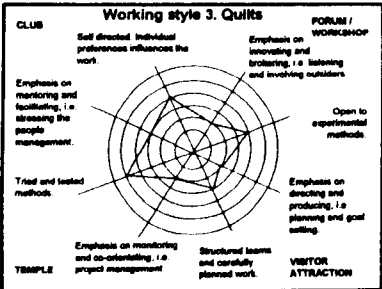 Working style 3. Quilts
CLUB
FORUM /
WORKSHOP
Self directed. Individual
preferences influences the
work.
Emphasis on
innovating and
brokering, i.e. listening
and involving outsiders.
Emphasis on
mentoring and
facilitating, i.e.
stressing the
people
management.
Open to
experimental
methods.
Tried and tested
methods.
Emphasis on
directing and
producing, i.e
planning and goal
setting.
Emphasis on monitoring
and co-orientating, i.e.
project management
Structured teams
and carefully
planned work.
TEMPLE
VISITOR
ATTRACTION